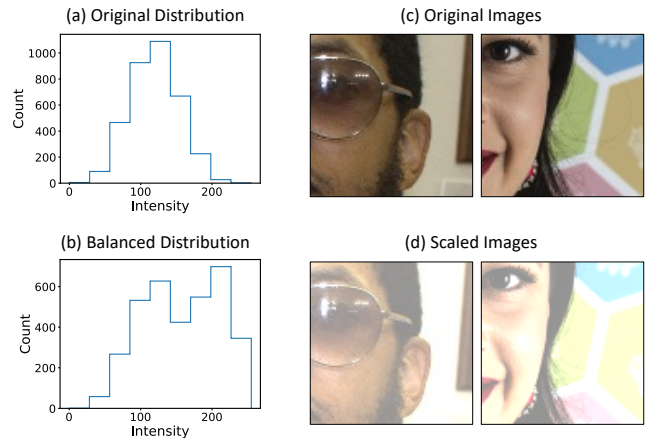 (a) Original Distribution
1000
800
600
400
200
0
Count
0 100 200
Intensity
(c) Original Images
(b) Balanced Distribution
600
400
200
0
Count
0 100 200
Intensity
(d) Scaled Images